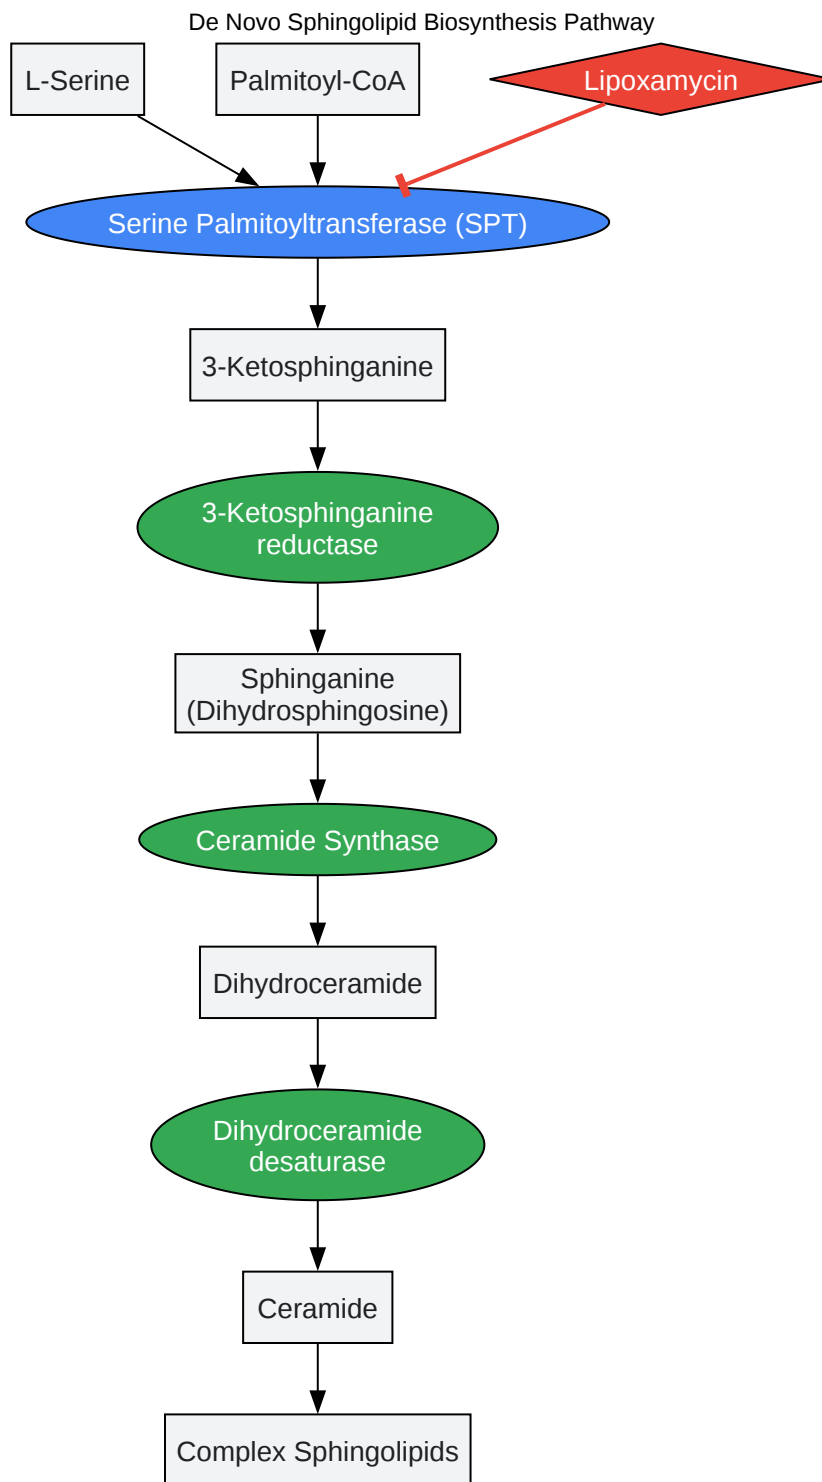 De Novo Sphingolipid Biosynthesis Pathway
L-Serine
Palmitoyl-CoA
Lipoxamycin
Serine Palmitoyltransferase (SPT)
3-Ketosphinganine
3-Ketosphinganine
reductase
Sphinganine
(Dihydrosphingosine)
Ceramide Synthase
Dihydroceramide
Dihydroceramide
desaturase
Ceramide
Complex Sphingolipids